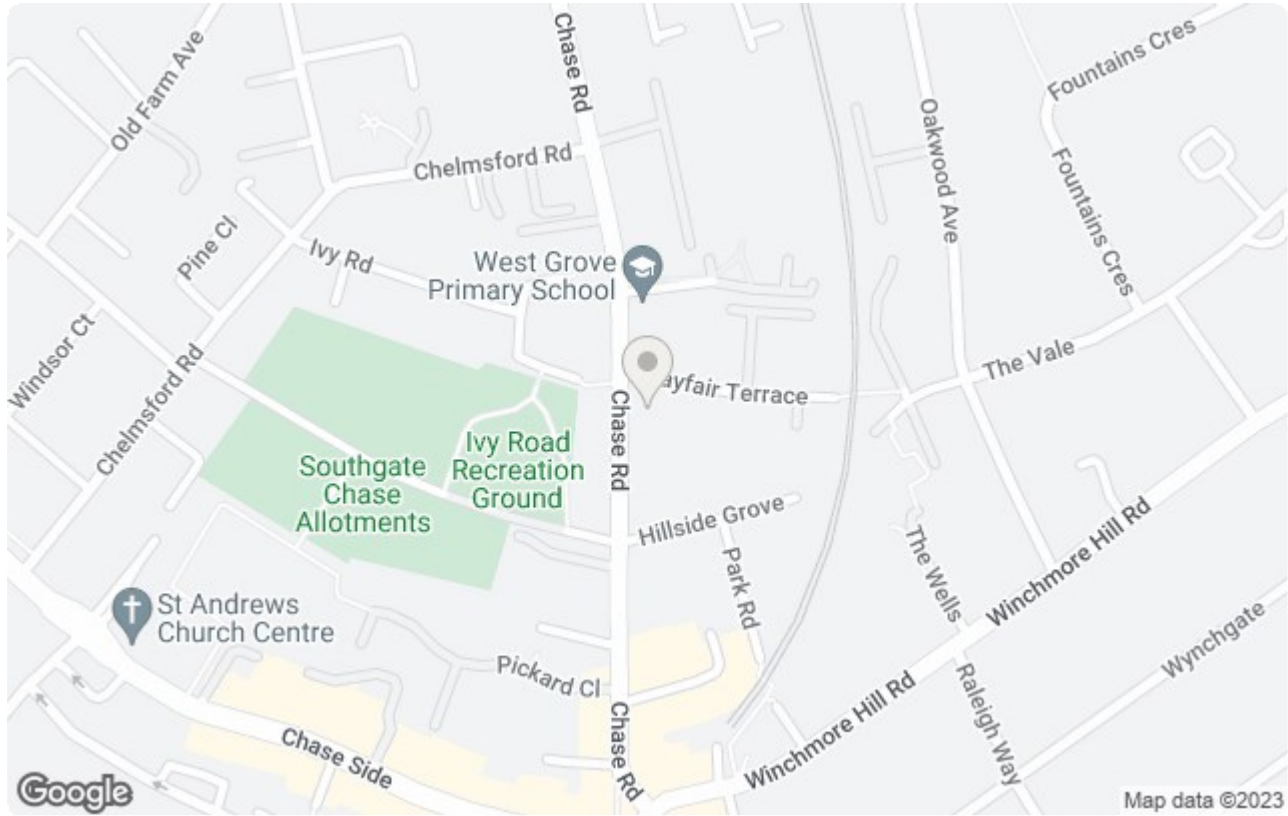 Chase Rd
Old Farm Ave
Fountains Cres
Oakwood Ave
Chelmsford Rd
Fountains Cres
Pine Cl
Ivy Rd
West Grove
Primary School
Windsor Ct
Chelmsford Rd
The Vale
ayfair Terrace
Chase Rd
Ivy Road
Recreation
Ground
Southgate
Chase
Allotments
Hillside Grove
Park Rd
The Wells
Winchmore Hill Rd
St Andrews
Church Centre
Pickard Cl
Wynchgate
Raleigh Way
Winchmore Hill Rd
Chase Rd
Chase Side
Google
Map data ©2023